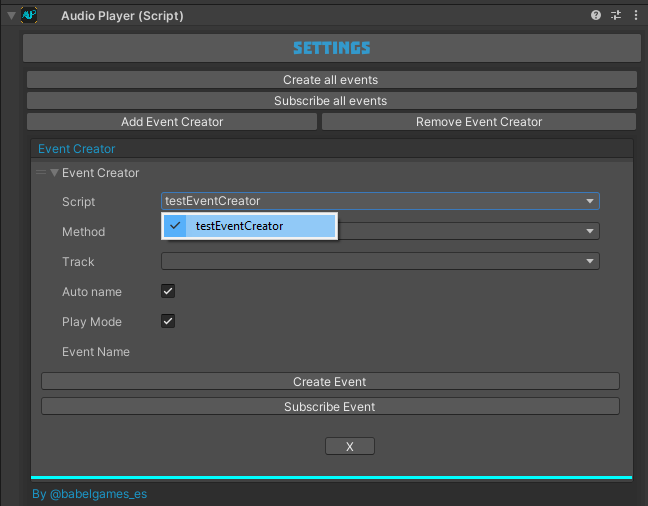 Audio Player (Script)
SETTINGS
Create all events
Subscribe all events
Add Event Creator
Remove Event Creator
Event Creator
Event Creator
Script
testEventCreator
testEventCreator
Method
Track
Auto name
Play Mode
Event Name
Create Event
Subscribe Event
X
By @babelgames_es